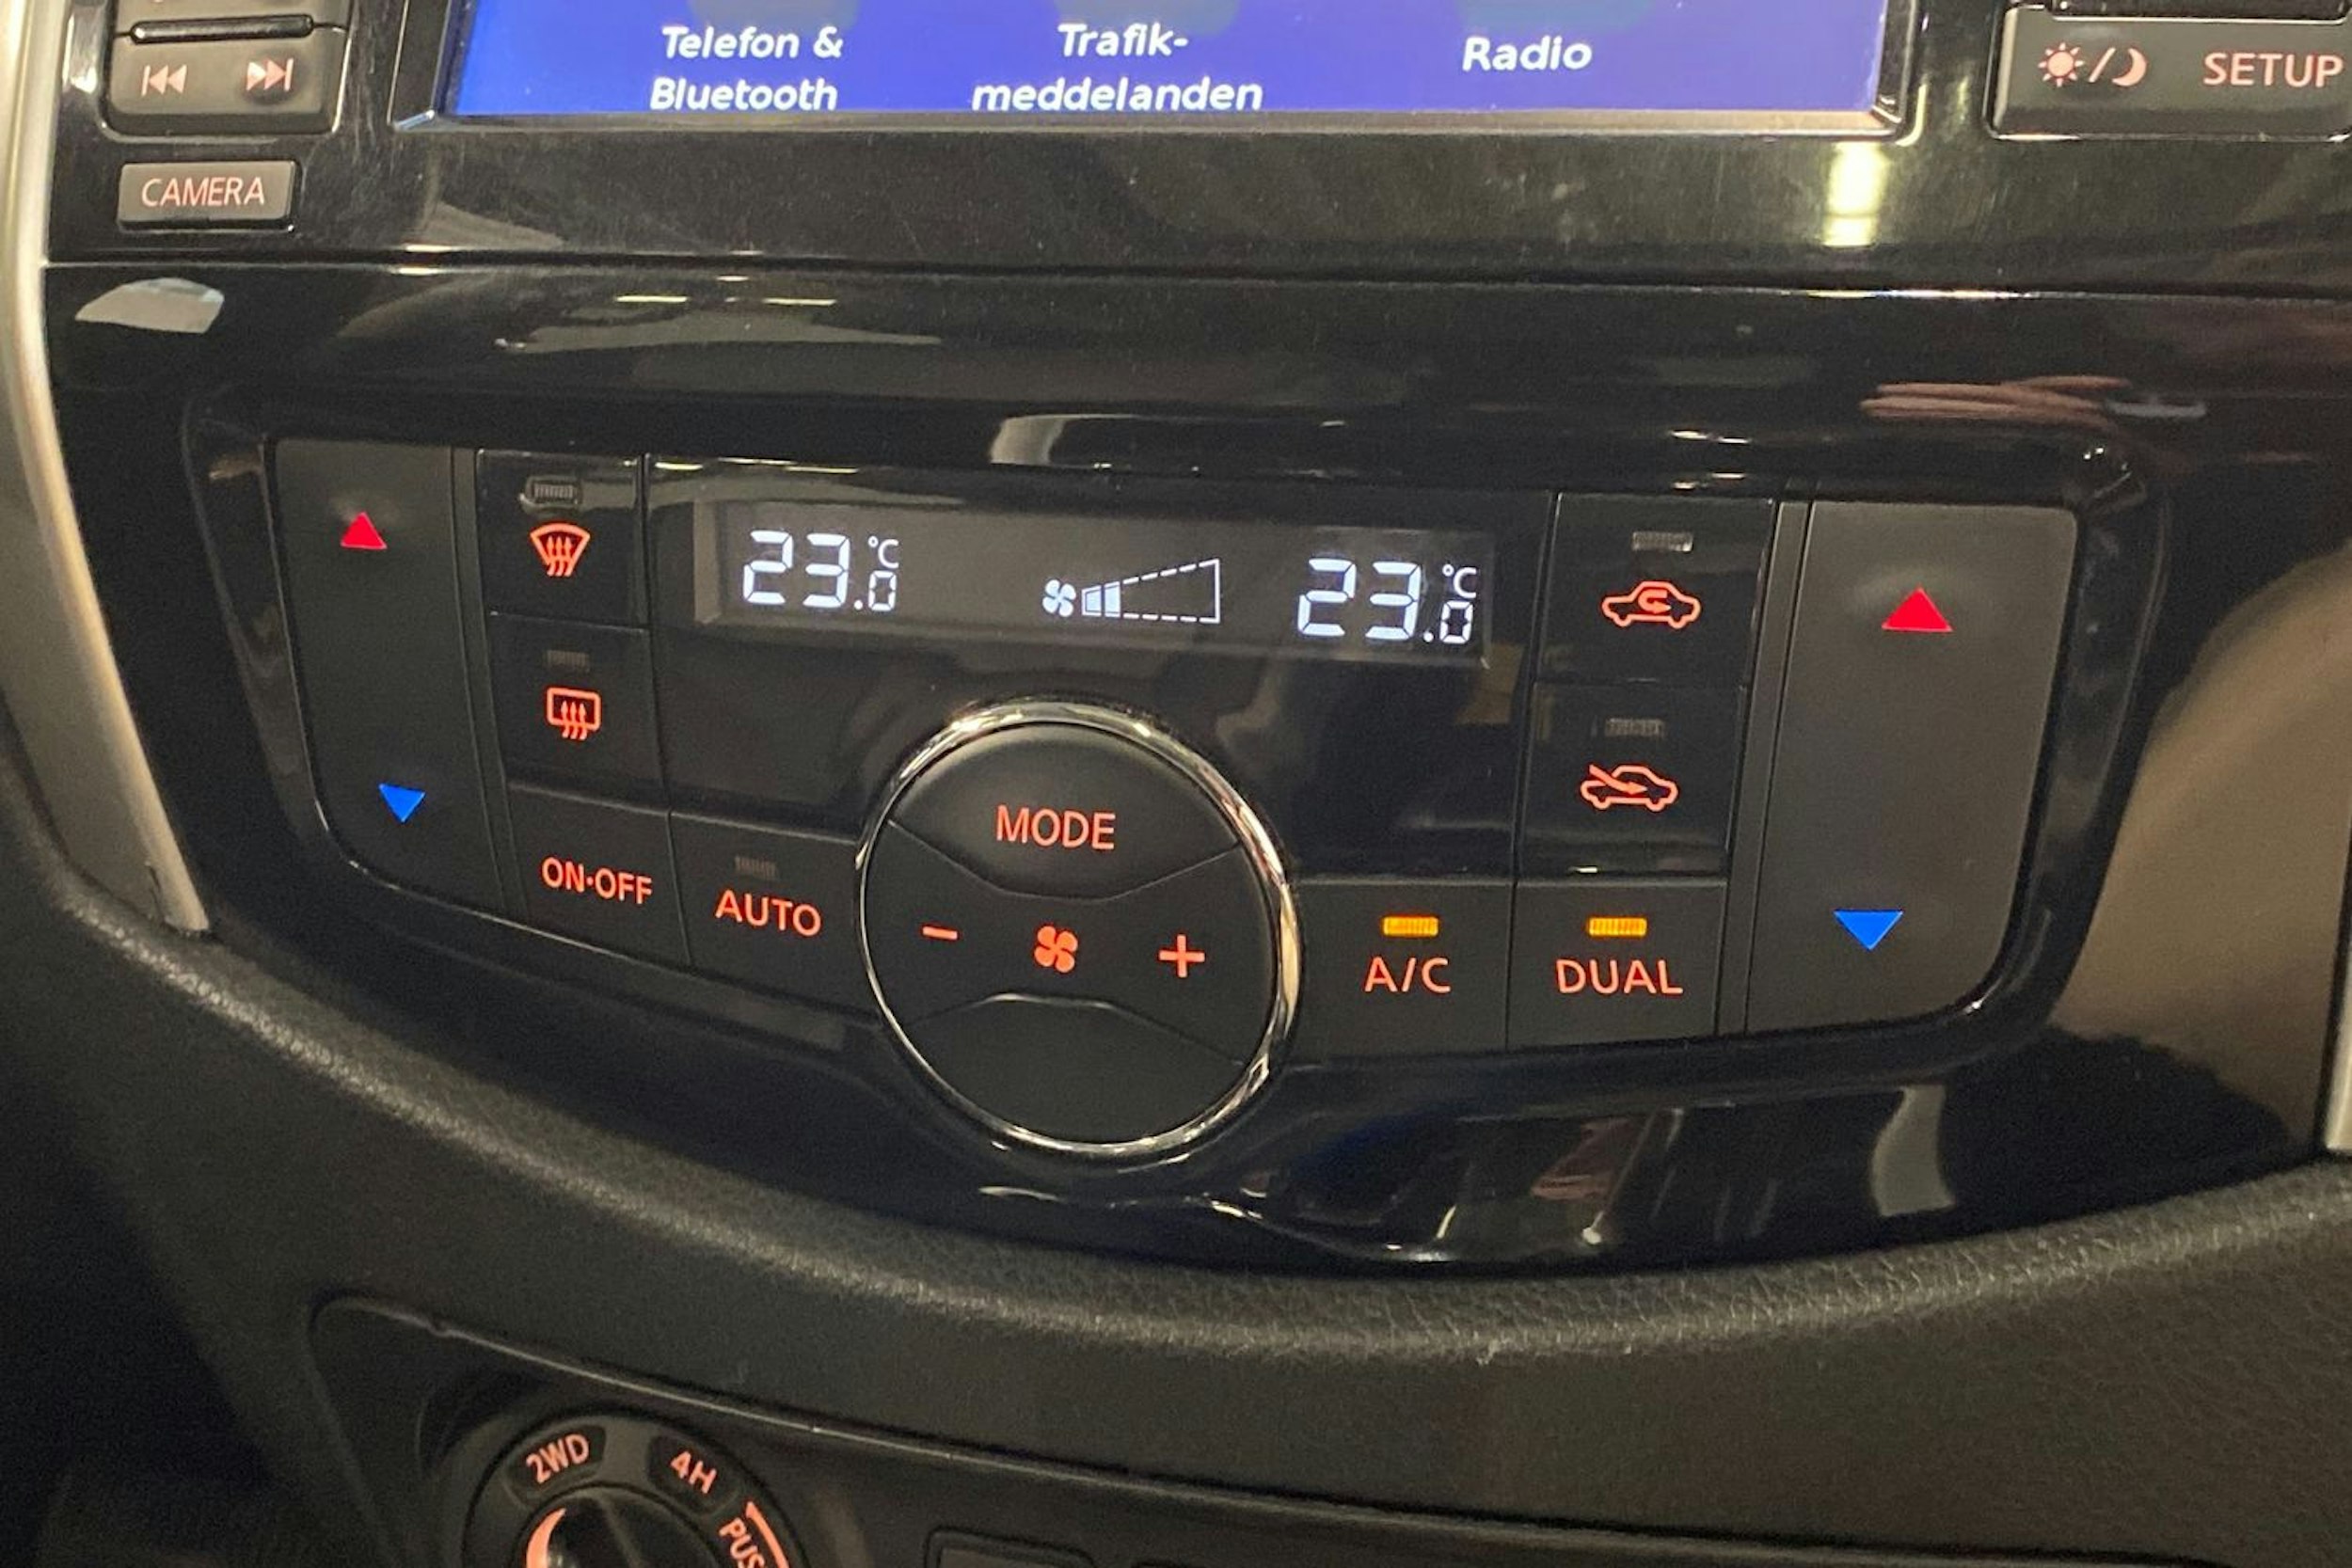 Telefon &
Bluetooth
Trafik-
meddelanden
Radio
SETUP
CAMERA
23.0 °C
23.0 °C
MODE
ON·OFF
AUTO
A/C
DUAL
2WD
4H